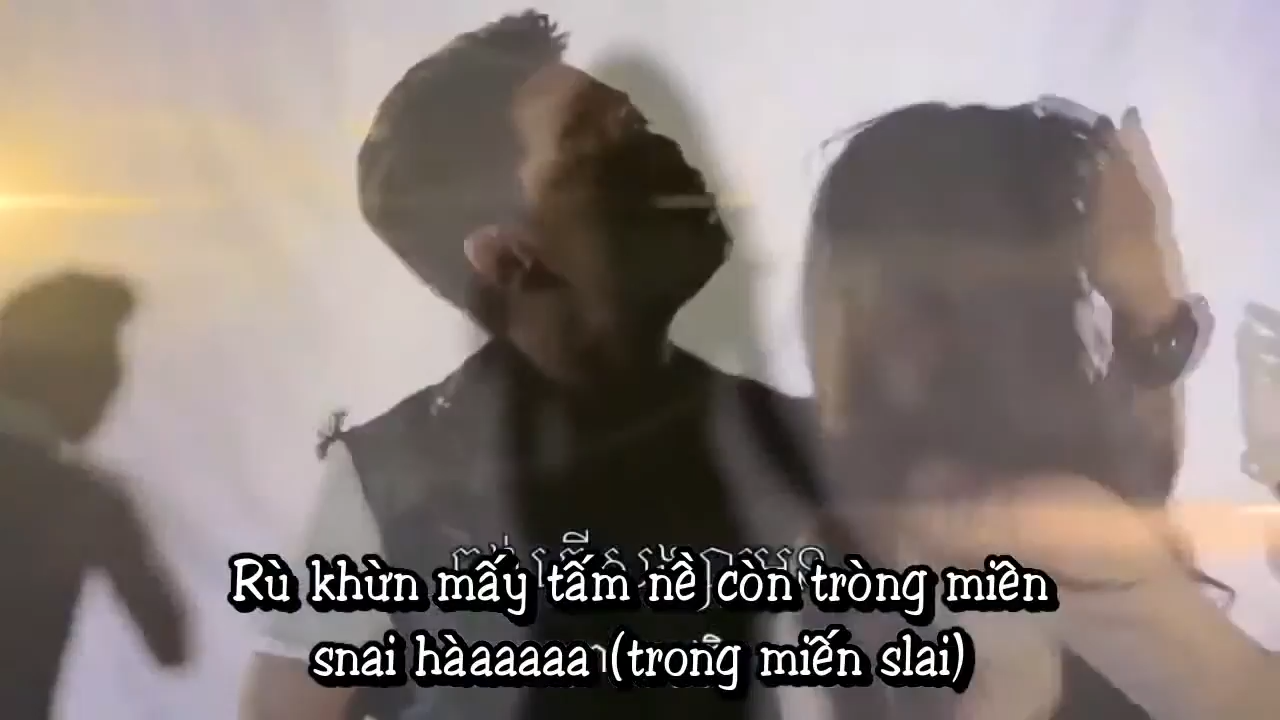 Rù khừn mấy tấm nề còn tròng miền
snai hàaaaaa (trong miến slai)